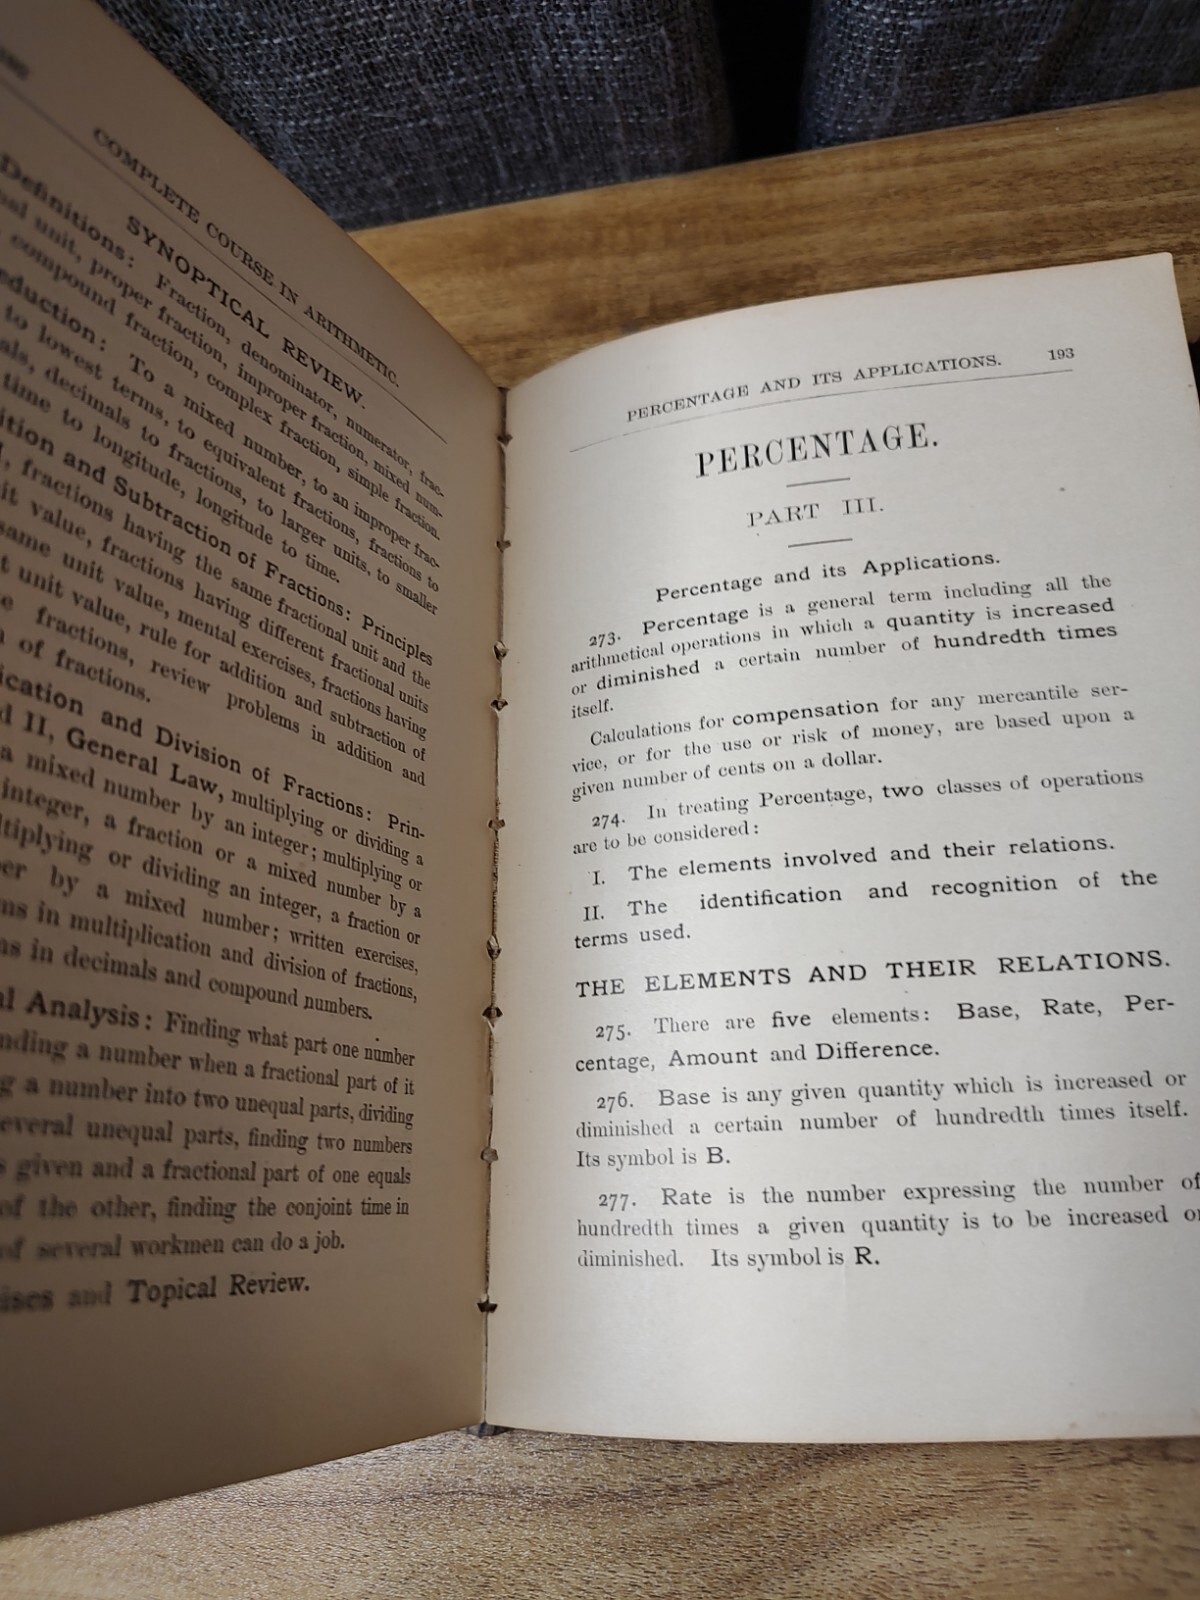 COMPLETE COURSE IN ARITHMETIC.
SYNOPTICAL REVIEW.
Definitions: Fraction, denominator, numerator, frac-
unit, proper fraction, improper fraction, mixed num-
compound fraction, complex fraction, simple fraction.
To a mixed number, to an improper frac-
to lowest terms, to equivalent fractions, fractions to
decimals to fractions, to larger units, to smaller
time to longitude, longitude to time.
and Subtraction of Fractions: Principles
fractions having the same fractional unit and the
value, fractions having different fractional units
same unit value, mental exercises, fractions having
unit value, rule for addition and subtraction of
fractions, review problems in addition and
of fractions.
and Division of Fractions: Prin-
II, General Law, multiplying or dividing a
a mixed number by an integer; multiplying or
integer, a fraction or a mixed number by a
or dividing an integer, a fraction or
by a mixed number; written exercises,
in multiplication and division of fractions,
in decimals and compound numbers.
Analysis: Finding what part one number
a number when a fractional part of it
a number into two unequal parts, dividing
several unequal parts, finding two numbers
given and a fractional part of one equals
of the other, finding the conjoint time in
of several workmen can do a job.
and Topical Review.
PERCENTAGE AND ITS APPLICATIONS. 193
PERCENTAGE.
PART III.
Percentage and its Applications.
273. Percentage is a general term including all the
arithmetical operations in which a quantity is increased
or diminished a certain number of hundredth times
itself.
Calculations for compensation for any mercantile ser-
vice, or for the use or risk of money, are based upon a
given number of cents on a dollar.
274. In treating Percentage, two classes of operations
are to be considered:
I. The elements involved and their relations.
II. The identification and recognition of the
terms used.
THE ELEMENTS AND THEIR RELATIONS.
275. There are five elements: Base, Rate, Per-
centage, Amount and Difference.
276. Base is any given quantity which is increased or
diminished a certain number of hundredth times itself.
Its symbol is B.
277. Rate is the number expressing the number of
hundredth times a given quantity is to be increased or
diminished. Its symbol is R.